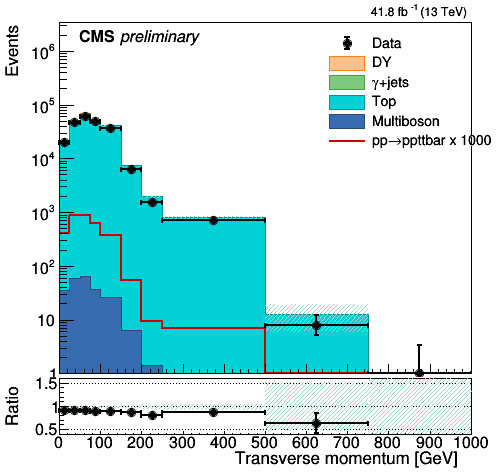 41.8 fb⁻¹ (13 TeV)
CMS preliminary
Events
10⁶
10⁵
10⁴
10³
10²
10
1
Data
DY
γ+jets
Top
Multiboson
pp→ppttbar x 1000
Ratio
1.5
1
0.5
0 100 200 300 400 500 600 700 800 900 1000
Transverse momentum [GeV]